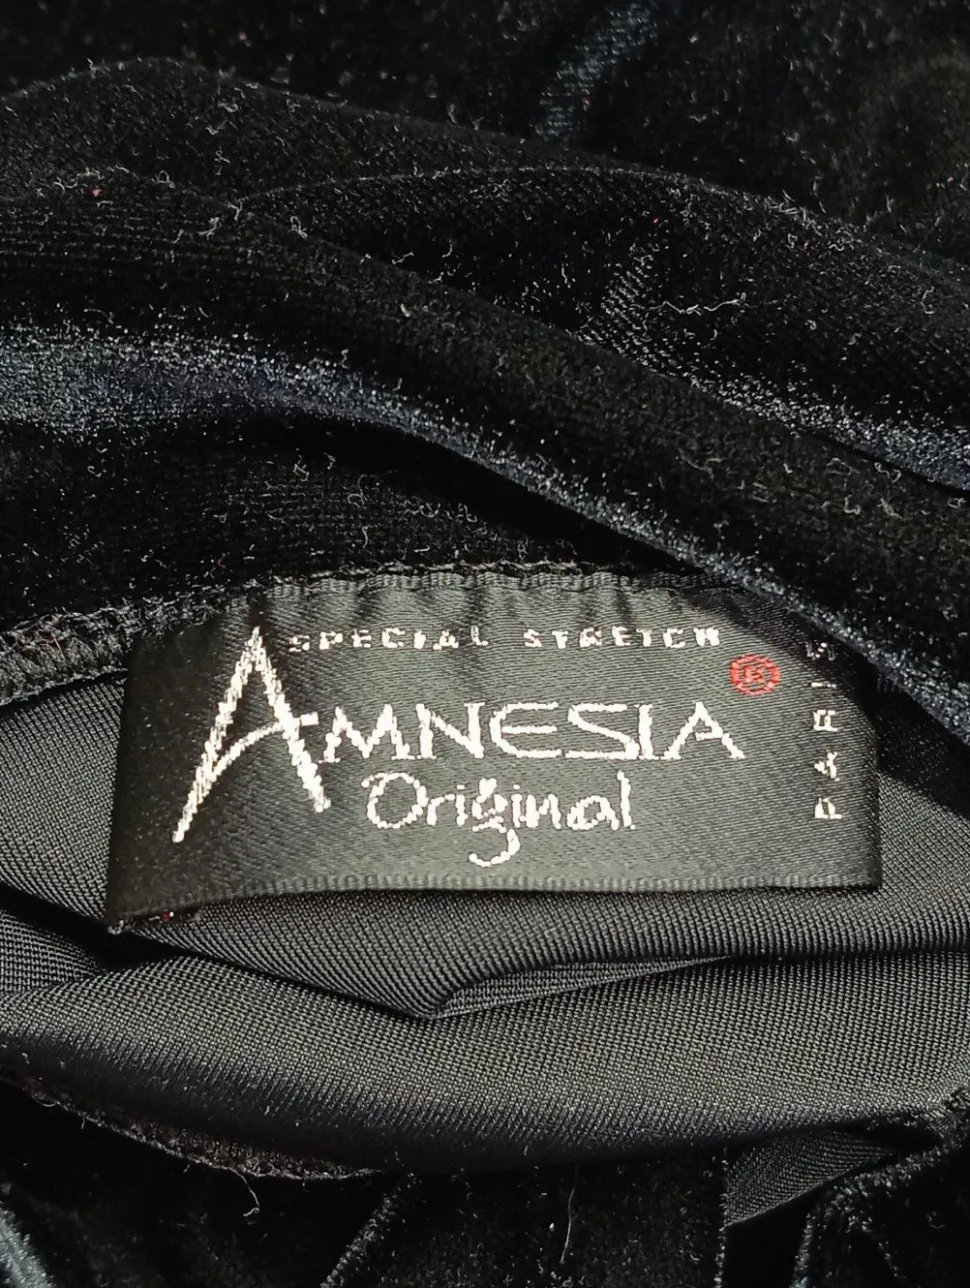 SPECIAL STRETCH
AMNESIA ®
Original
PARIS